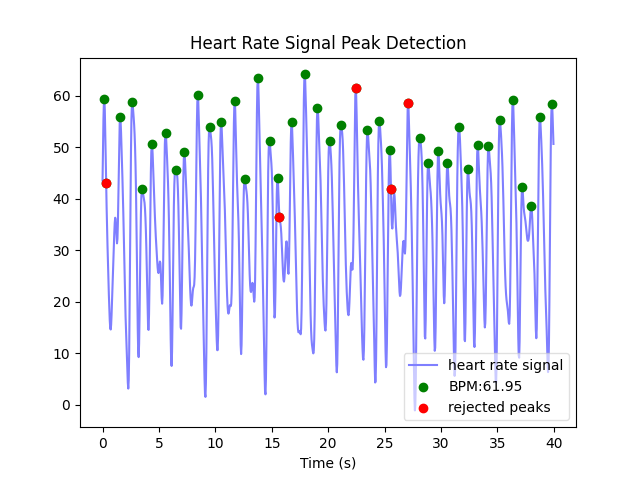 Heart Rate Signal Peak Detection
60
50
40
30
20
10
0
heart rate signal
BPM:61.95
rejected peaks
0 5 10 15 20 25 30 35 40
Time (s)